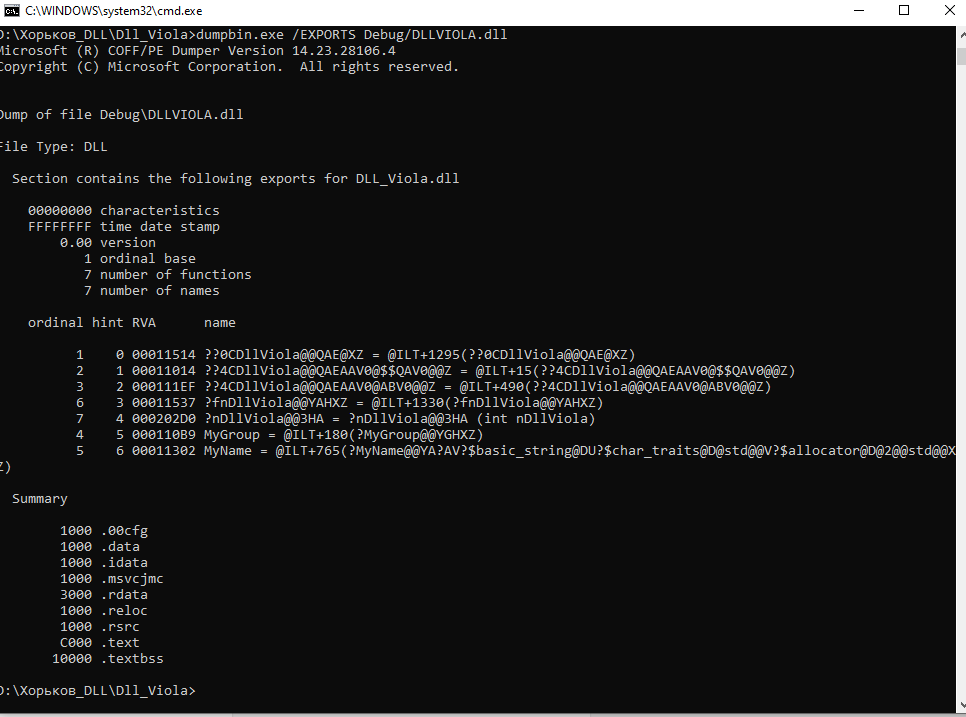 C:\WINDOWS\system32\cmd.exe
D:\Хорьков_DLL\Dll_Viola>dumpbin.exe /EXPORTS Debug/DLLVIOLA.dll
Microsoft (R) COFF/PE Dumper Version 14.23.28106.4
Copyright (C) Microsoft Corporation.  All rights reserved.
Dump of file Debug\DLLVIOLA.dll
File Type: DLL
Section contains the following exports for DLL_Viola.dll
00000000 characteristics
FFFFFFFF time date stamp
0.00 version
1 ordinal base
7 number of functions
7 number of names
ordinal hint RVA      name
1    0 00011514 ??0CDllViola@@QAE@XZ = @ILT+1295(??0CDllViola@@QAE@XZ)
2    1 00011014 ??4CDllViola@@QAEAAV0@$$QAV0@@Z = @ILT+15(??4CDllViola@@QAEAAV0@$$QAV0@@Z)
3    2 000111EF ??4CDllViola@@QAEAAV0@ABV0@@Z = @ILT+490(??4CDllViola@@QAEAAV0@ABV0@@Z)
6    3 00011537 ?fnDllViola@@YAHXZ = @ILT+1330(?fnDllViola@@YAHXZ)
7    4 000202D0 ?nDllViola@@3HA = ?nDllViola@@3HA (int nDllViola)
4    5 000110B9 MyGroup = @ILT+180(?MyGroup@@YGHXZ)
5    6 00011302 MyName = @ILT+765(?MyName@@YA?AV?$basic_string@DU?$char_traits@D@std@@V?$allocator@D@2@@std@@X
Z)
Summary
1000 .00cfg
1000 .data
1000 .idata
1000 .msvcjmc
3000 .rdata
1000 .reloc
1000 .rsrc
C000 .text
10000 .textbss
D:\Хорьков_DLL\Dll_Viola>